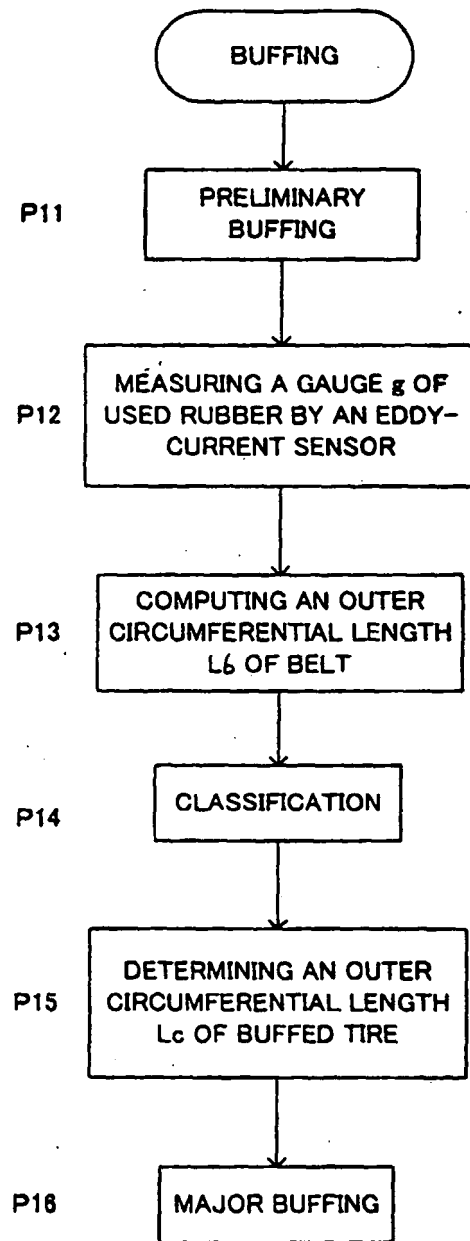 BUFFING
P11
PRELIMINARY
BUFFING
P12
MEASURING A GAUGE g OF
USED RUBBER BY AN EDDY-
CURRENT SENSOR
P13
COMPUTING AN OUTER
CIRCUMFERENTIAL LENGTH
Lb OF BELT
P14
CLASSIFICATION
P15
DETERMINING AN OUTER
CIRCUMFERENTIAL LENGTH
Lc OF BUFFED TIRE
P16
MAJOR BUFFING